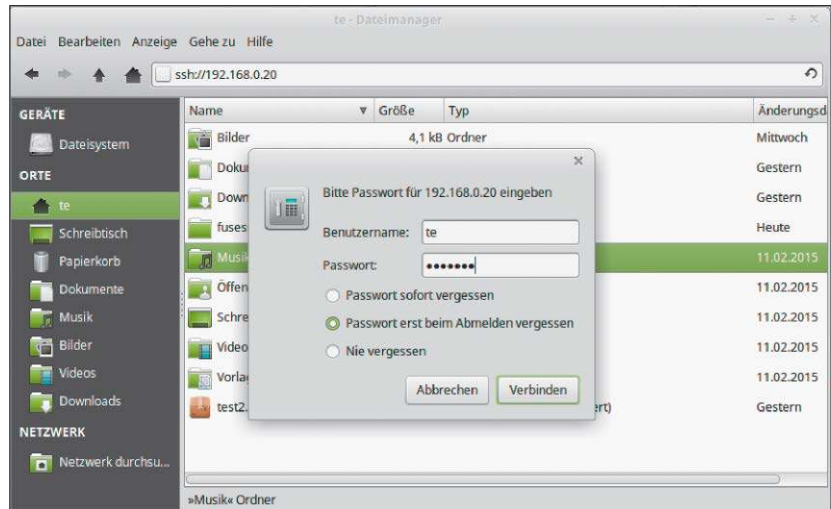 te - Dateimanager
Datei Bearbeiten Anzeige Gehe zu Hilfe
ssh://192.168.0.20
GERÄTE
Dateisystem
ORTE
te
Schreibtisch
Papierkorb
Dokumente
Musik
Bilder
Videos
Downloads
NETZWERK
Netzwerk durchsu...
Name Größe Typ Änderungsd
Bilder 4,1 kB Ordner Mittwoch
Dokum Gestern
Down Gestern
fuses Heute
Musik 11.02.2015
Öffen 11.02.2015
Schre 11.02.2015
Video 11.02.2015
Vorla 11.02.2015
test2. ert) Gestern
Bitte Passwort für 192.168.0.20 eingeben
Benutzername: te
Passwort: •••••••
Passwort sofort vergessen
Passwort erst beim Abmelden vergessen
Nie vergessen
Abbrechen Verbinden
»Musik« Ordner